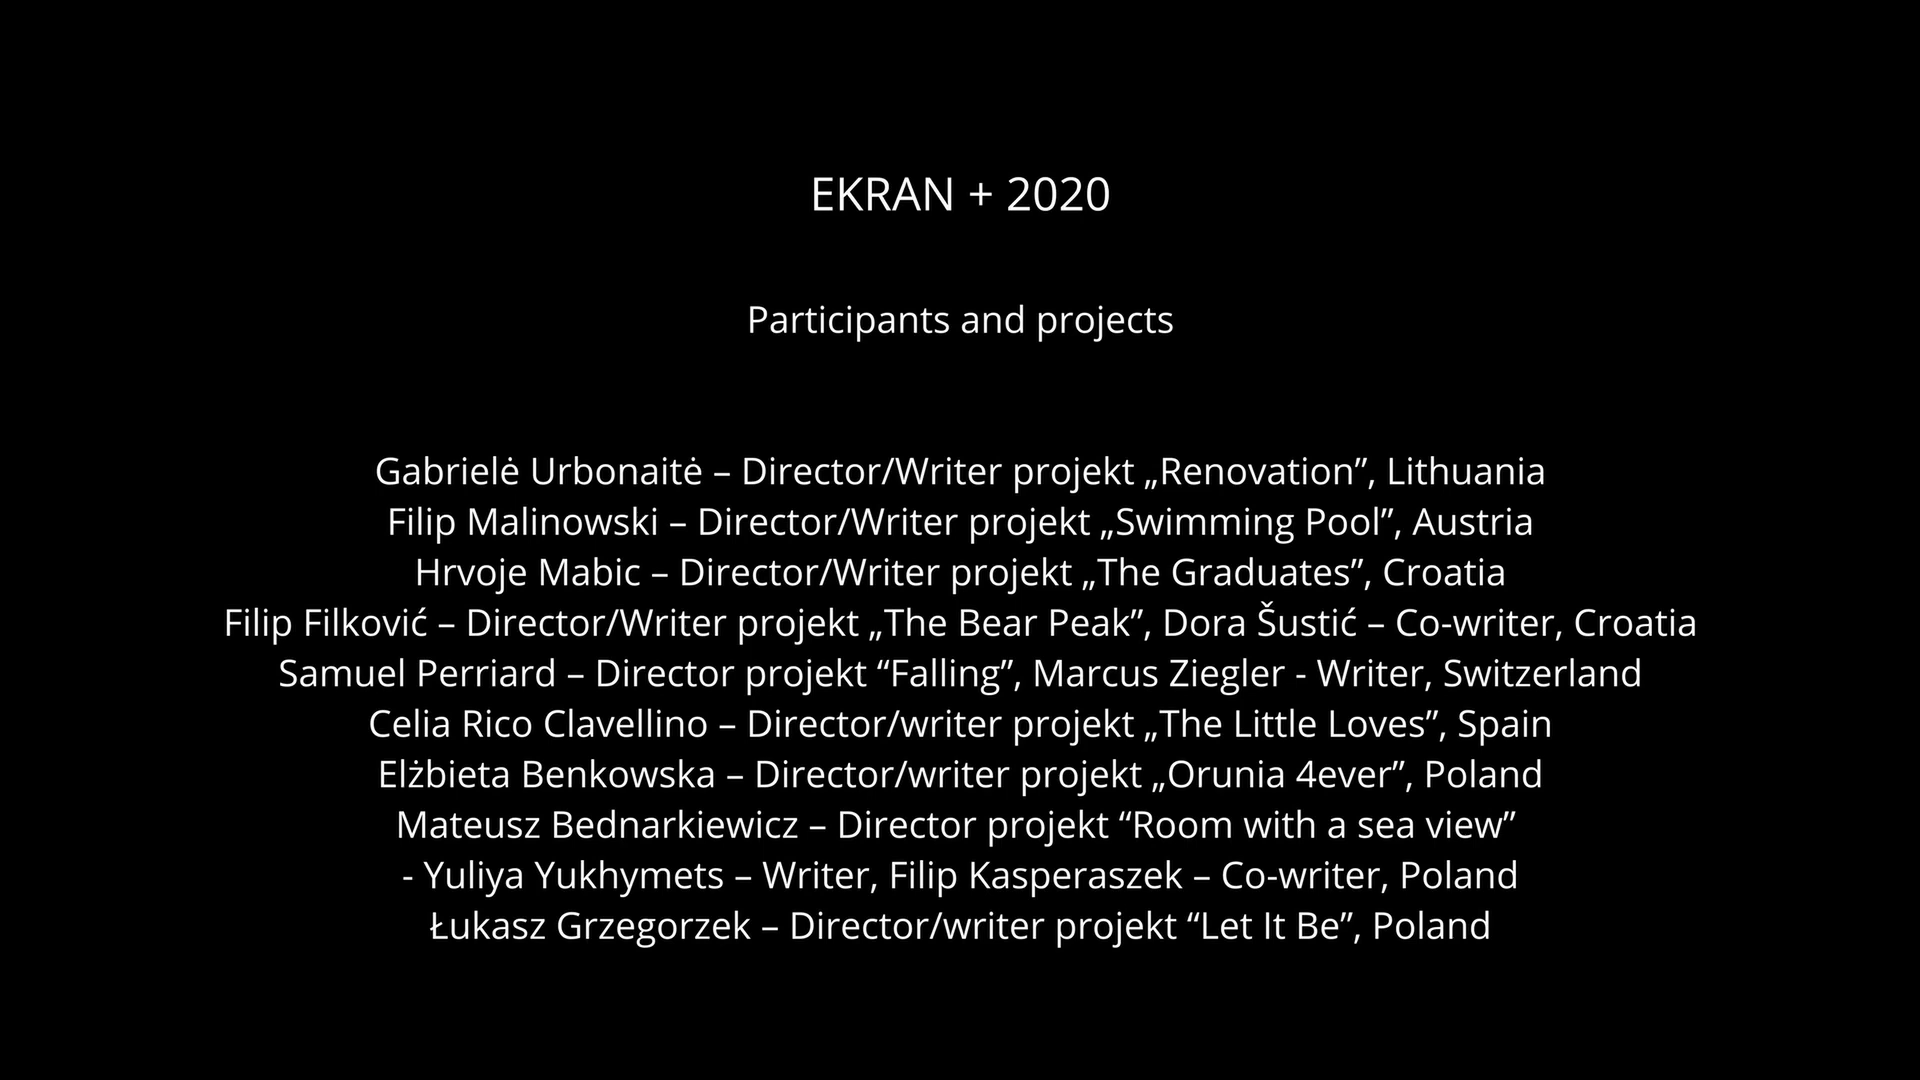 EKRAN + 2020
Participants and projects
Gabrielė Urbonaitė – Director/Writer projekt „Renovation”, Lithuania
Filip Malinowski – Director/Writer projekt „Swimming Pool”, Austria
Hrvoje Mabic – Director/Writer projekt „The Graduates”, Croatia
Filip Filković – Director/Writer projekt „The Bear Peak”, Dora Šustić – Co-writer, Croatia
Samuel Perriard – Director projekt “Falling”, Marcus Ziegler - Writer, Switzerland
Celia Rico Clavellino – Director/writer projekt „The Little Loves”, Spain
Elżbieta Benkowska – Director/writer projekt „Orunia 4ever”, Poland
Mateusz Bednarkiewicz – Director projekt “Room with a sea view”
- Yuliya Yukhymets – Writer, Filip Kasperaszek – Co-writer, Poland
Łukasz Grzegorzek – Director/writer projekt “Let It Be”, Poland